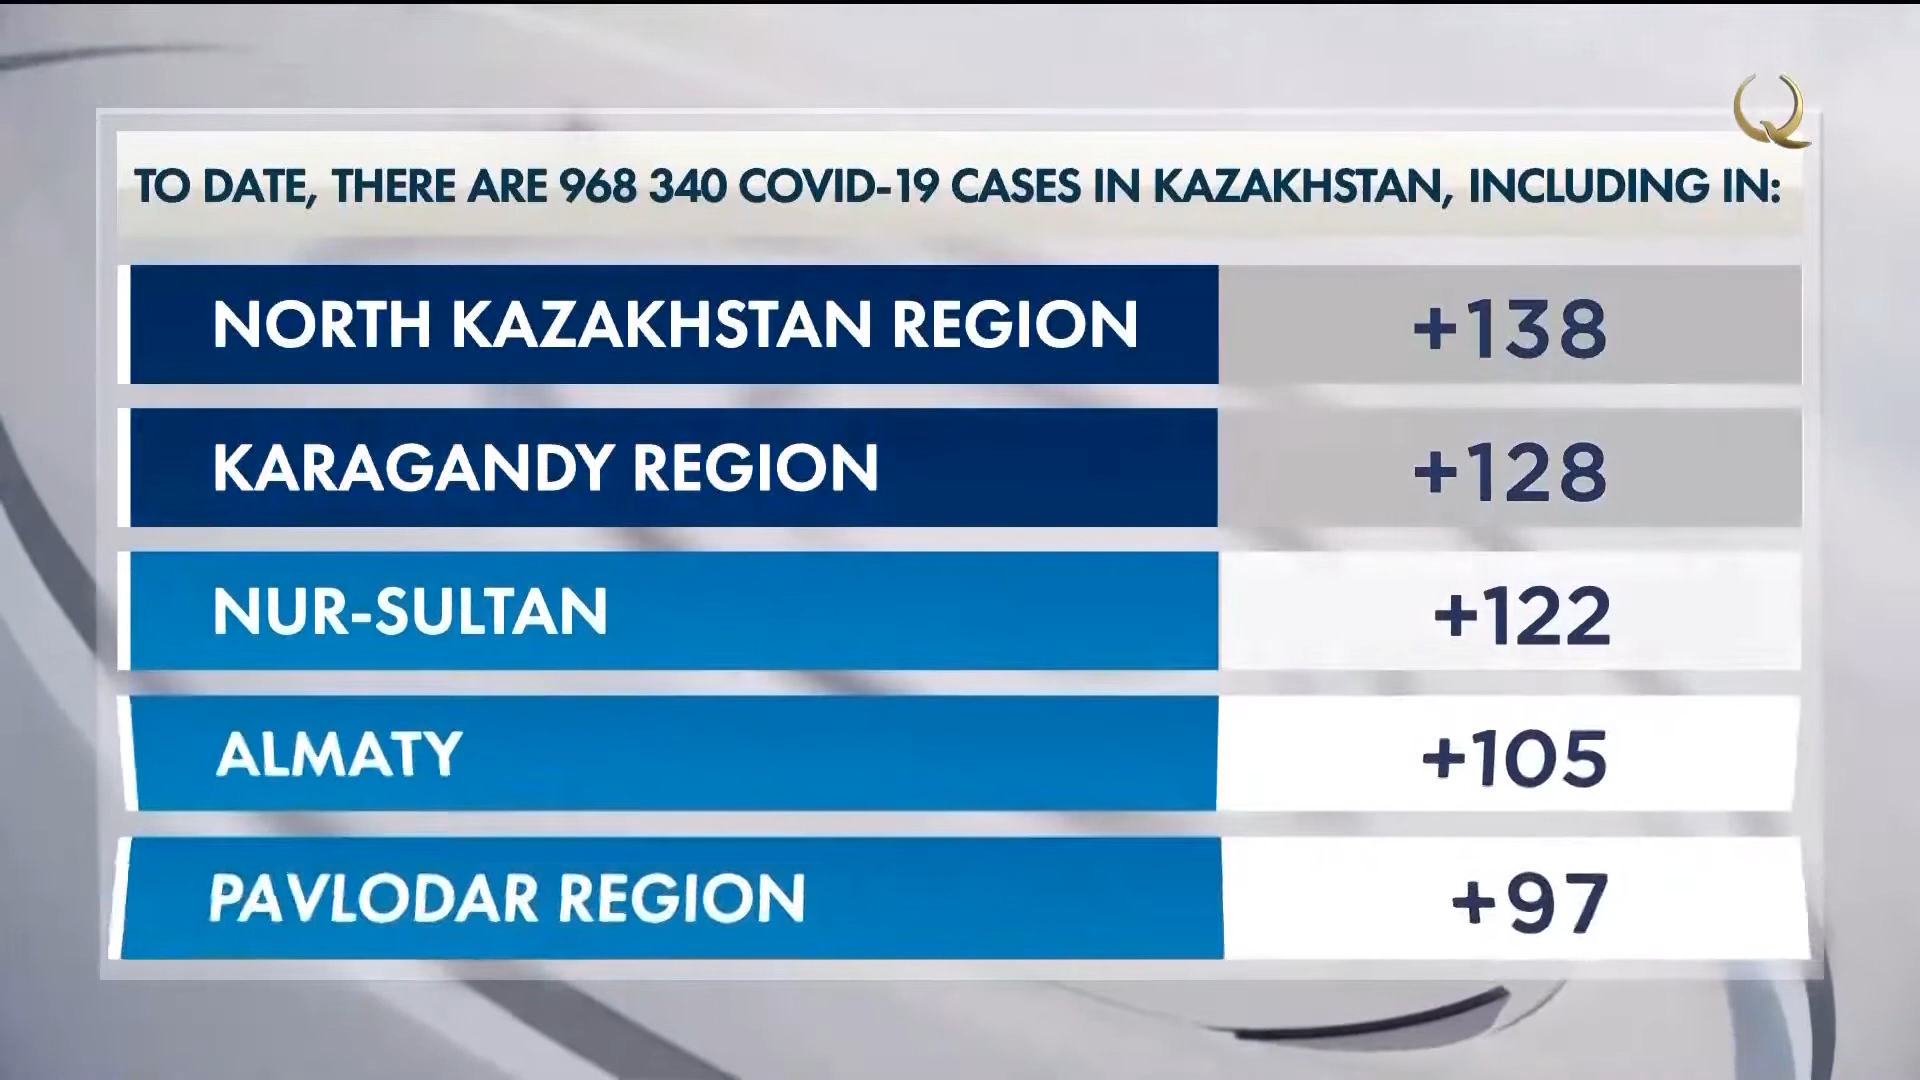 TO DATE, THERE ARE 968 340 COVID-19 CASES IN KAZAKHSTAN, INCLUDING IN:
NORTH KAZAKHSTAN REGION +138
KARAGANDY REGION +128
NUR-SULTAN +122
ALMATY +105
PAVLODAR REGION +97